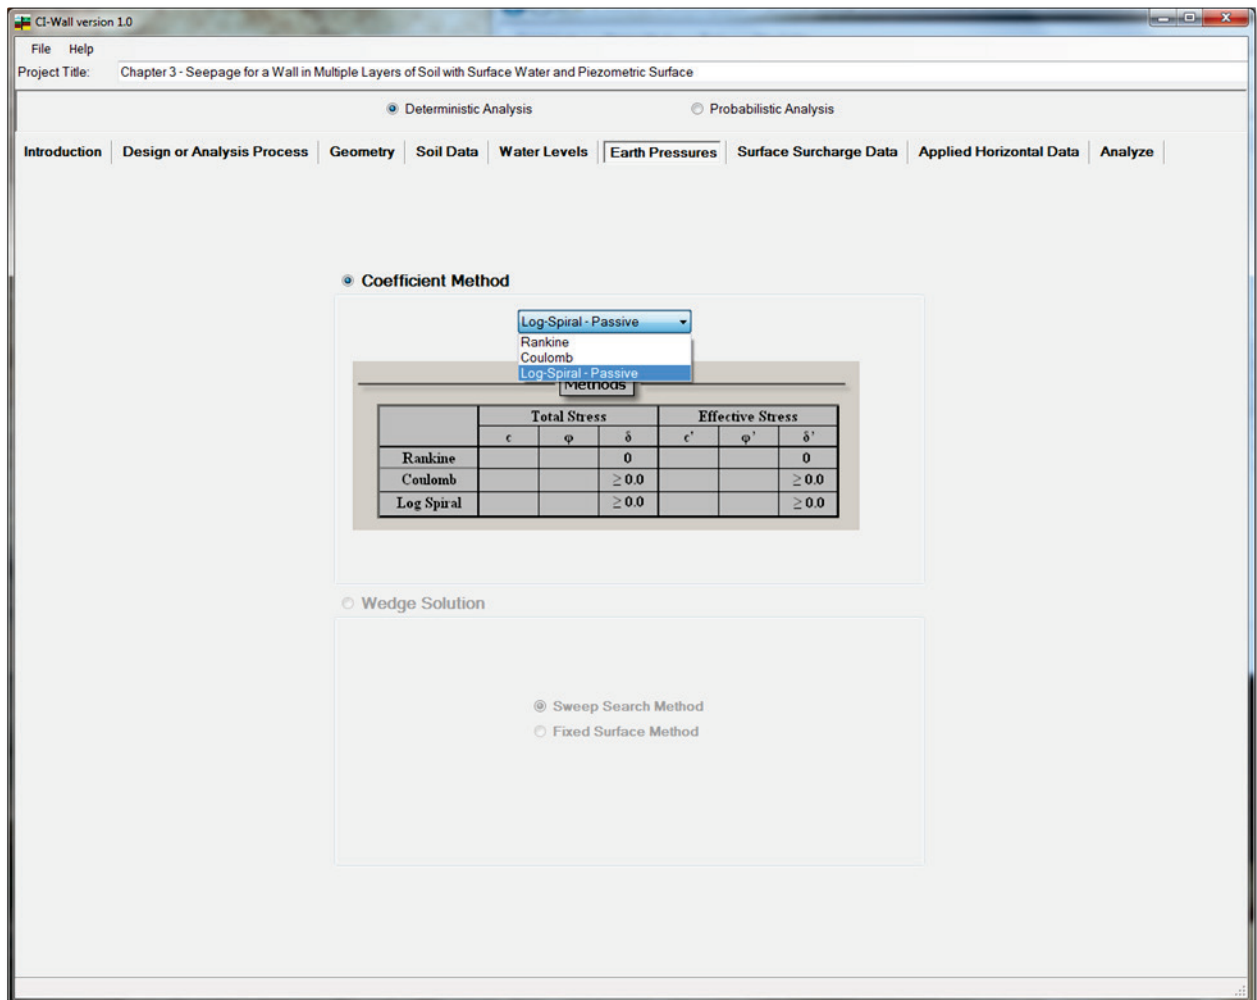 CI-Wall version 1.0
File Help
Project Title: Chapter 3 - Seepage for a Wall in Multiple Layers of Soil with Surface Water and Piezometric Surface
Deterministic Analysis Probabilistic Analysis
Introduction Design or Analysis Process Geometry Soil Data Water Levels Earth Pressures Surface Surcharge Data Applied Horizontal Data Analyze
Coefficient Method
Log-Spiral - Passive
Rankine
Coulomb
Log-Spiral - Passive
Methods
Total Stress Effective Stress
c φ δ c' φ' δ'
Rankine 0 0
Coulomb ≥ 0.0 ≥ 0.0
Log Spiral ≥ 0.0 ≥ 0.0
Wedge Solution
Sweep Search Method
Fixed Surface Method